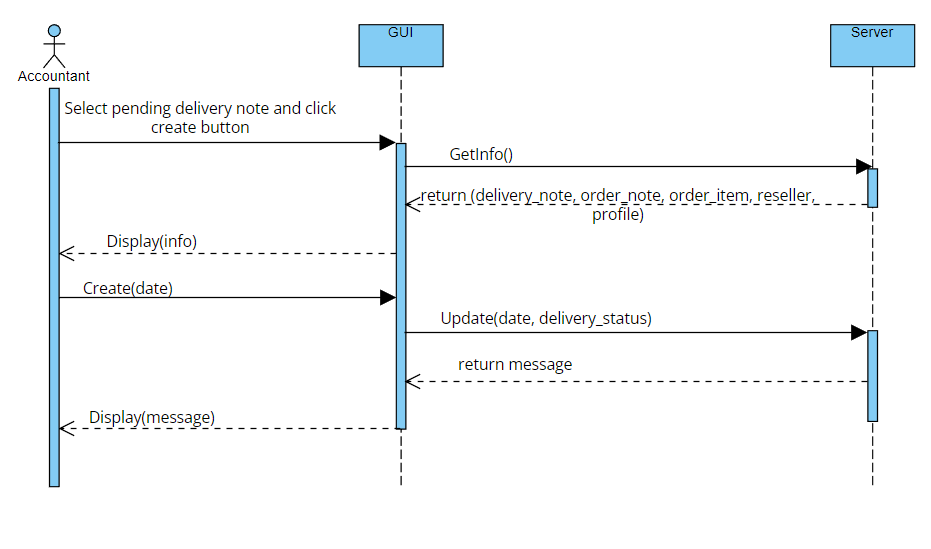 GUI
Server
Accountant
Select pending delivery note and click
create button
GetInfo()
return (delivery_note, order_note, order_item, reseller,
profile)
Display(info)
Create(date)
Update(date, delivery_status)
return message
Display(message)